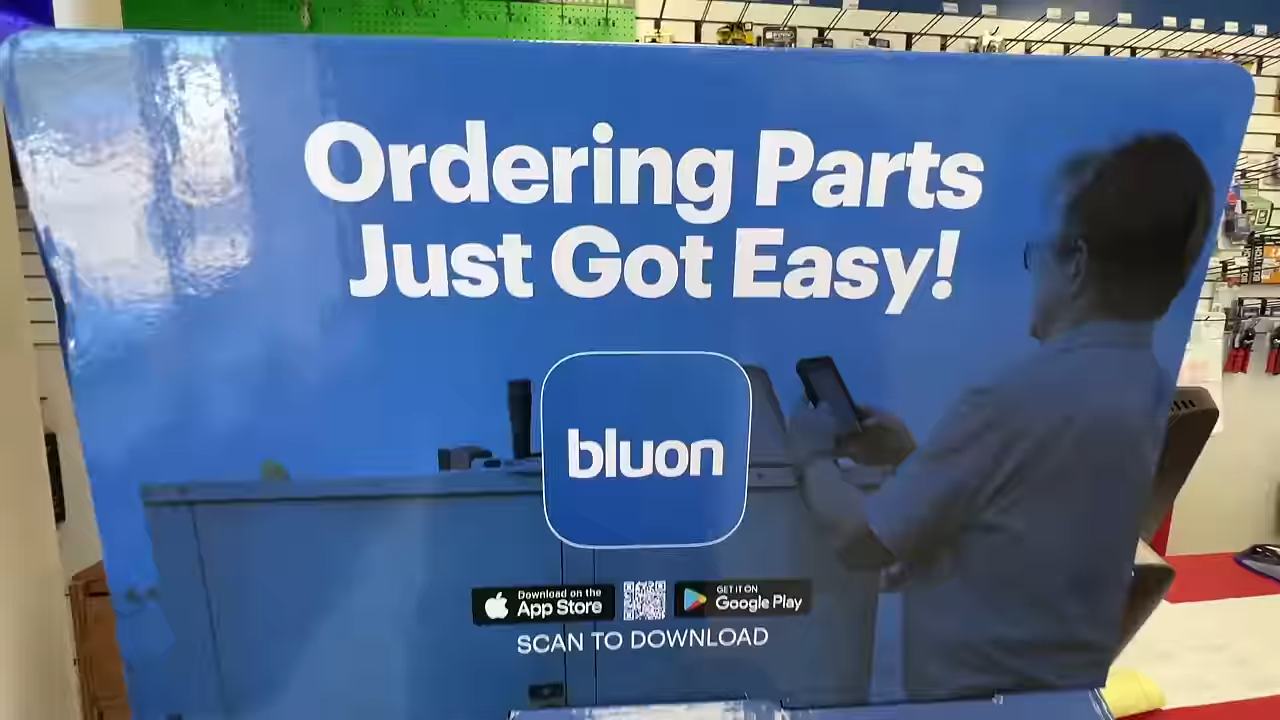 Ordering Parts
Just Got Easy!
bluon
Download on the
App Store
GET IT ON
Google Play
SCAN TO DOWNLOAD